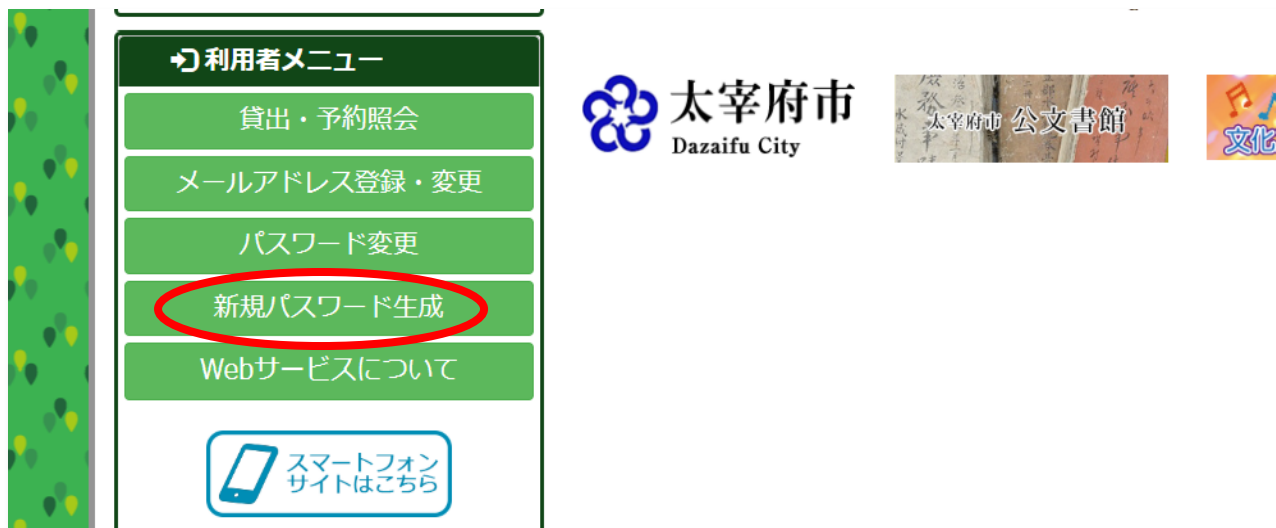 利用者メニュー
貸出・予約照会
メールアドレス登録・変更
パスワード変更
新規パスワード生成
Webサービスについて
スマートフォン
サイトはこちら
太宰府市
Dazaifu City
太宰府市 公文書館
文化